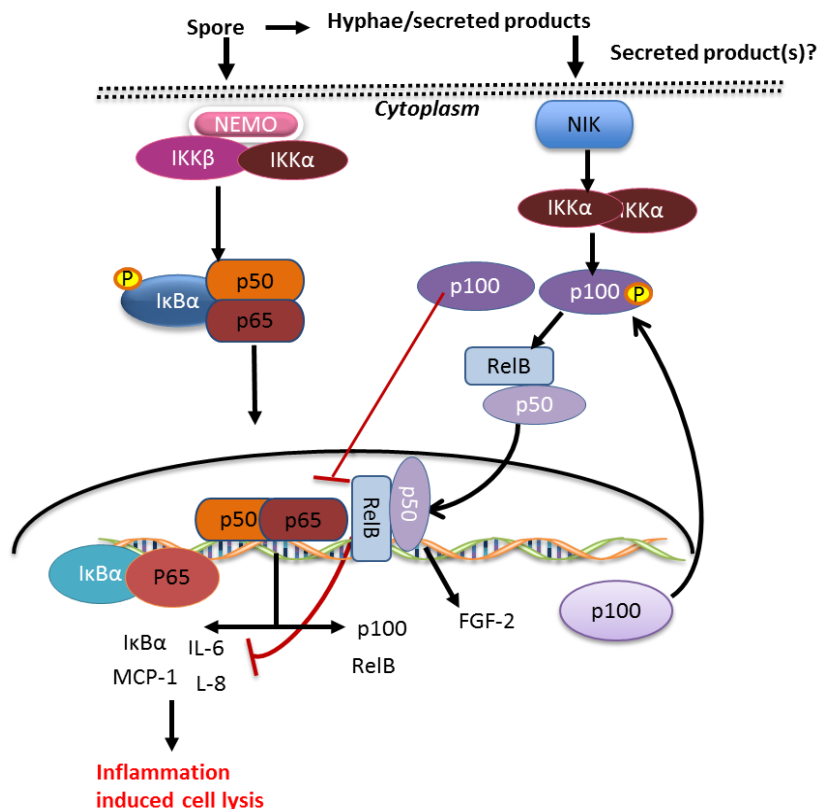 Spore
Hyphae/secreted products
Secreted product(s)?
Cytoplasm
NEMO
IKKβ
IKKα
NIK
IKKα
IKKα
P
IκBα
p50
p65
p100
p100
P
RelB
p50
p50
p65
RelB
p50
IκBα
P65
p100
FGF-2
IκBα
IL-6
MCP-1
L-8
p100
RelB
Inflammation
induced cell lysis